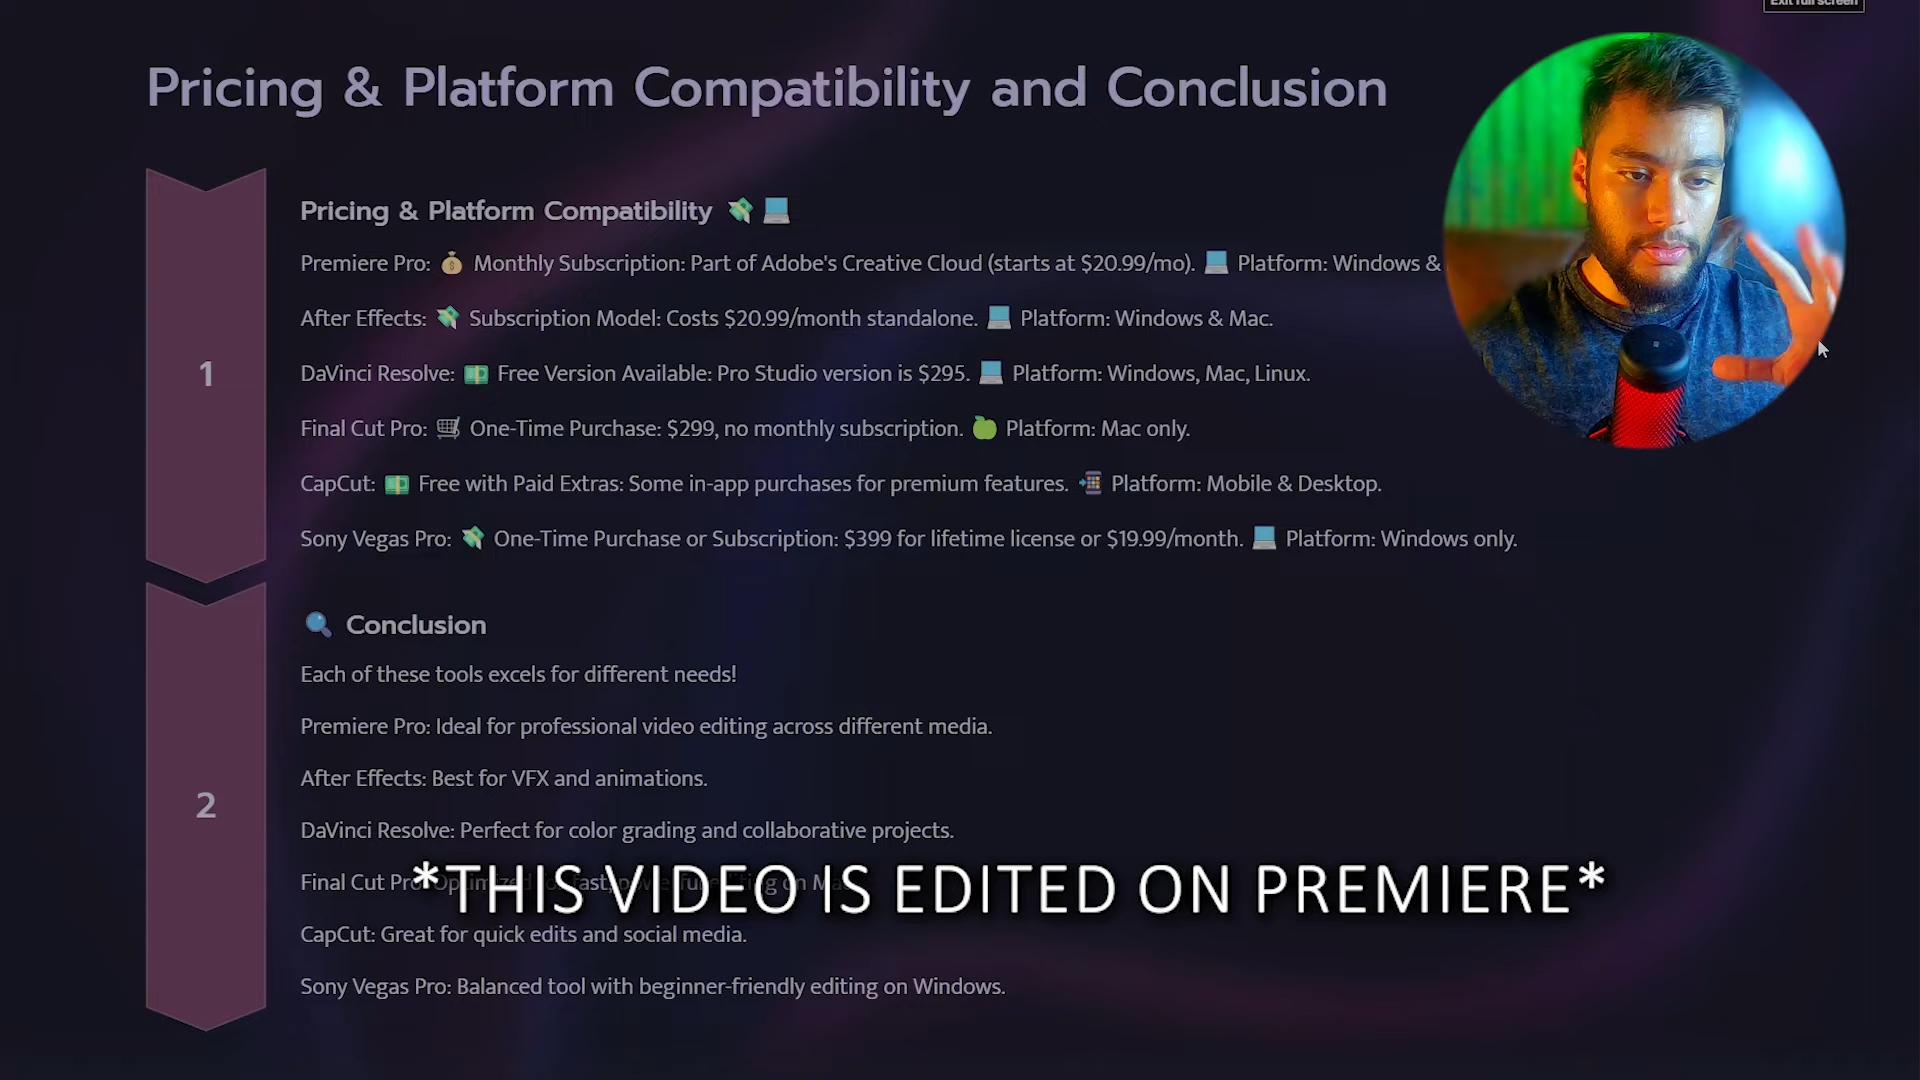 Exit full screen
Pricing & Platform Compatibility and Conclusion
1
Pricing & Platform Compatibility
Premiere Pro: Monthly Subscription: Part of Adobe's Creative Cloud (starts at $20.99/mo). Platform: Windows &
After Effects: Subscription Model: Costs $20.99/month standalone. Platform: Windows & Mac.
DaVinci Resolve: Free Version Available: Pro Studio version is $295. Platform: Windows, Mac, Linux.
Final Cut Pro: One-Time Purchase: $299, no monthly subscription. Platform: Mac only.
CapCut: Free with Paid Extras: Some in-app purchases for premium features. Platform: Mobile & Desktop.
Sony Vegas Pro: One-Time Purchase or Subscription: $399 for lifetime license or $19.99/month. Platform: Windows only.
2
Conclusion
Each of these tools excels for different needs!
Premiere Pro: Ideal for professional video editing across different media.
After Effects: Best for VFX and animations.
DaVinci Resolve: Perfect for color grading and collaborative projects.
Final Cut Pro
*THIS VIDEO IS EDITED ON PREMIERE*
CapCut: Great for quick edits and social media.
Sony Vegas Pro: Balanced tool with beginner-friendly editing on Windows.